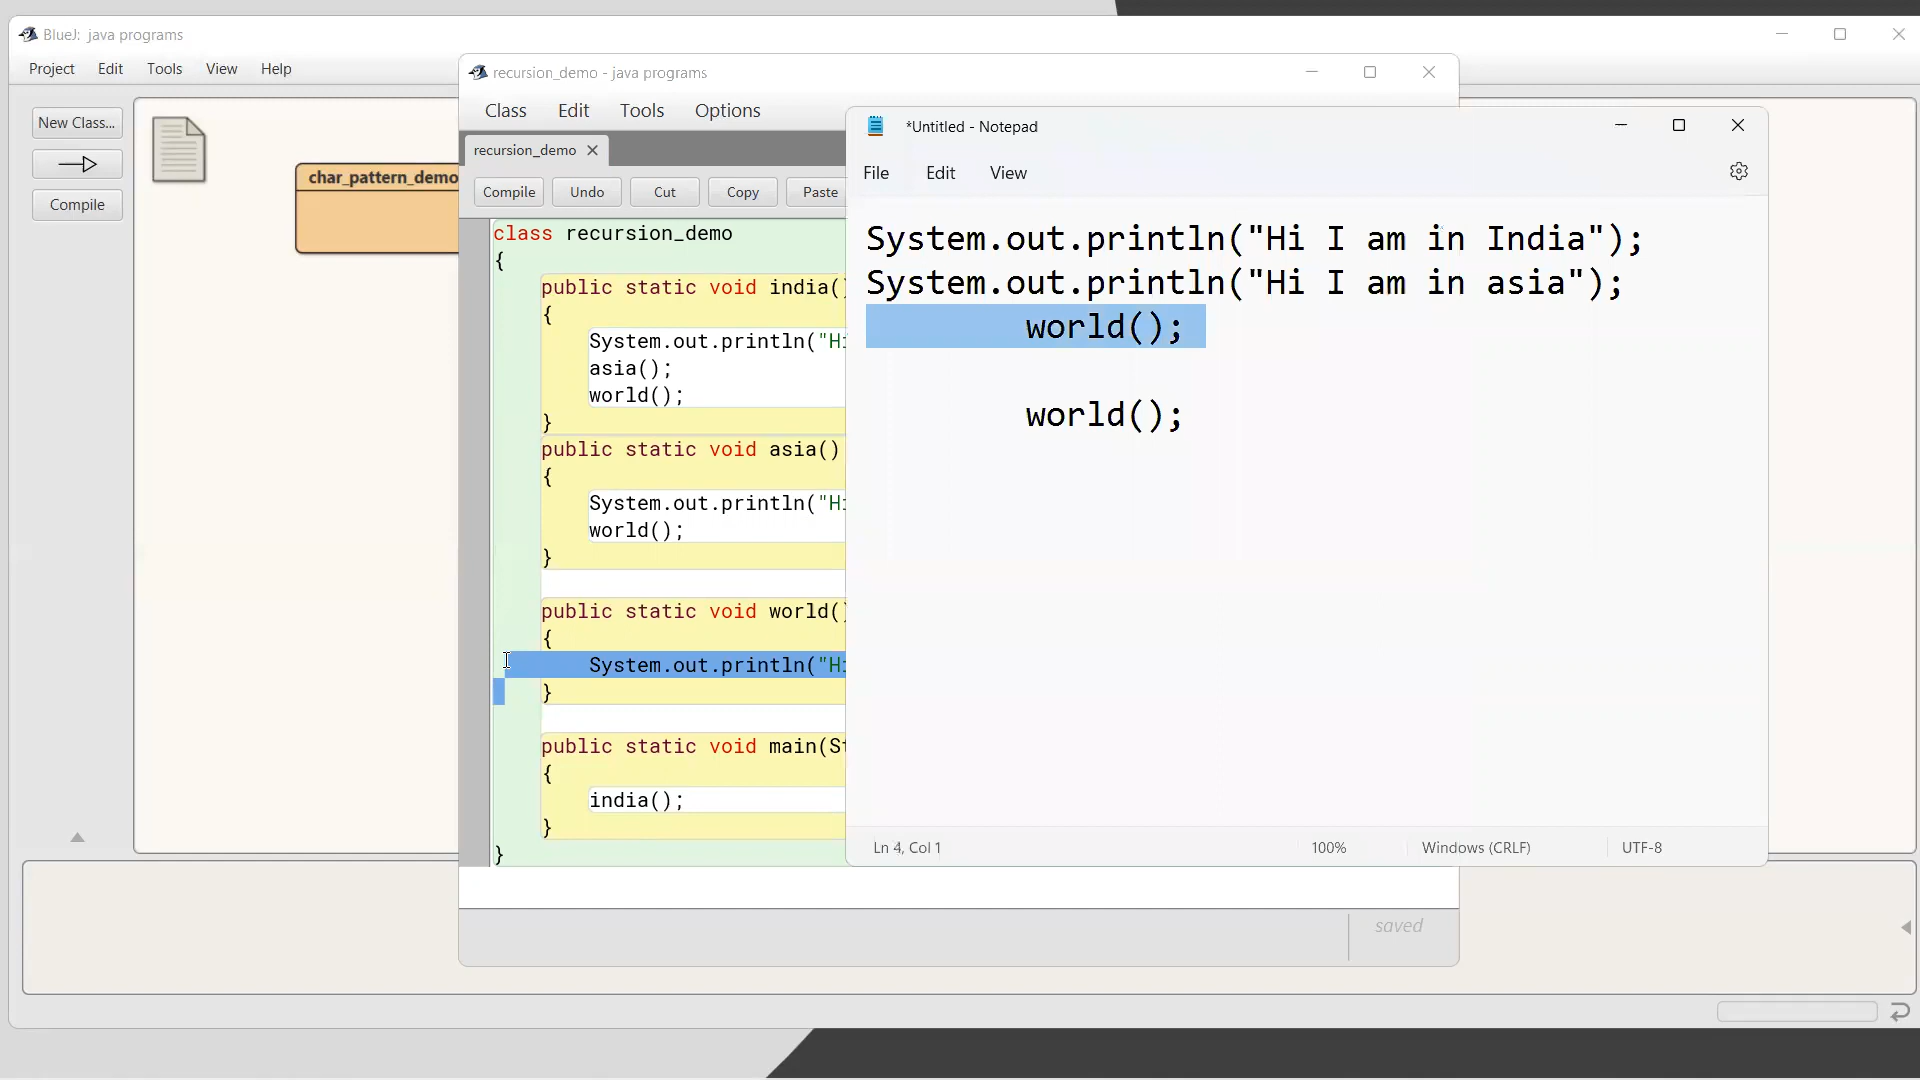 BlueJ: java programs
Project Edit Tools View Help
New Class...
Compile
char_pattern_demo
recursion_demo - java programs
Class Edit Tools Options
recursion_demo
Compile Undo Cut Copy Paste
class recursion_demo
{
public static void india()
{
System.out.println("Hi
asia();
world();
}
public static void asia()
{
System.out.println("Hi
world();
}
public static void world()
{
System.out.println("Hi
}
public static void main(St
{
india();
}
}
saved
*Untitled - Notepad
File Edit View
System.out.println("Hi I am in India");
System.out.println("Hi I am in asia");
world();
world();
Ln 4, Col 1 100% Windows (CRLF) UTF-8